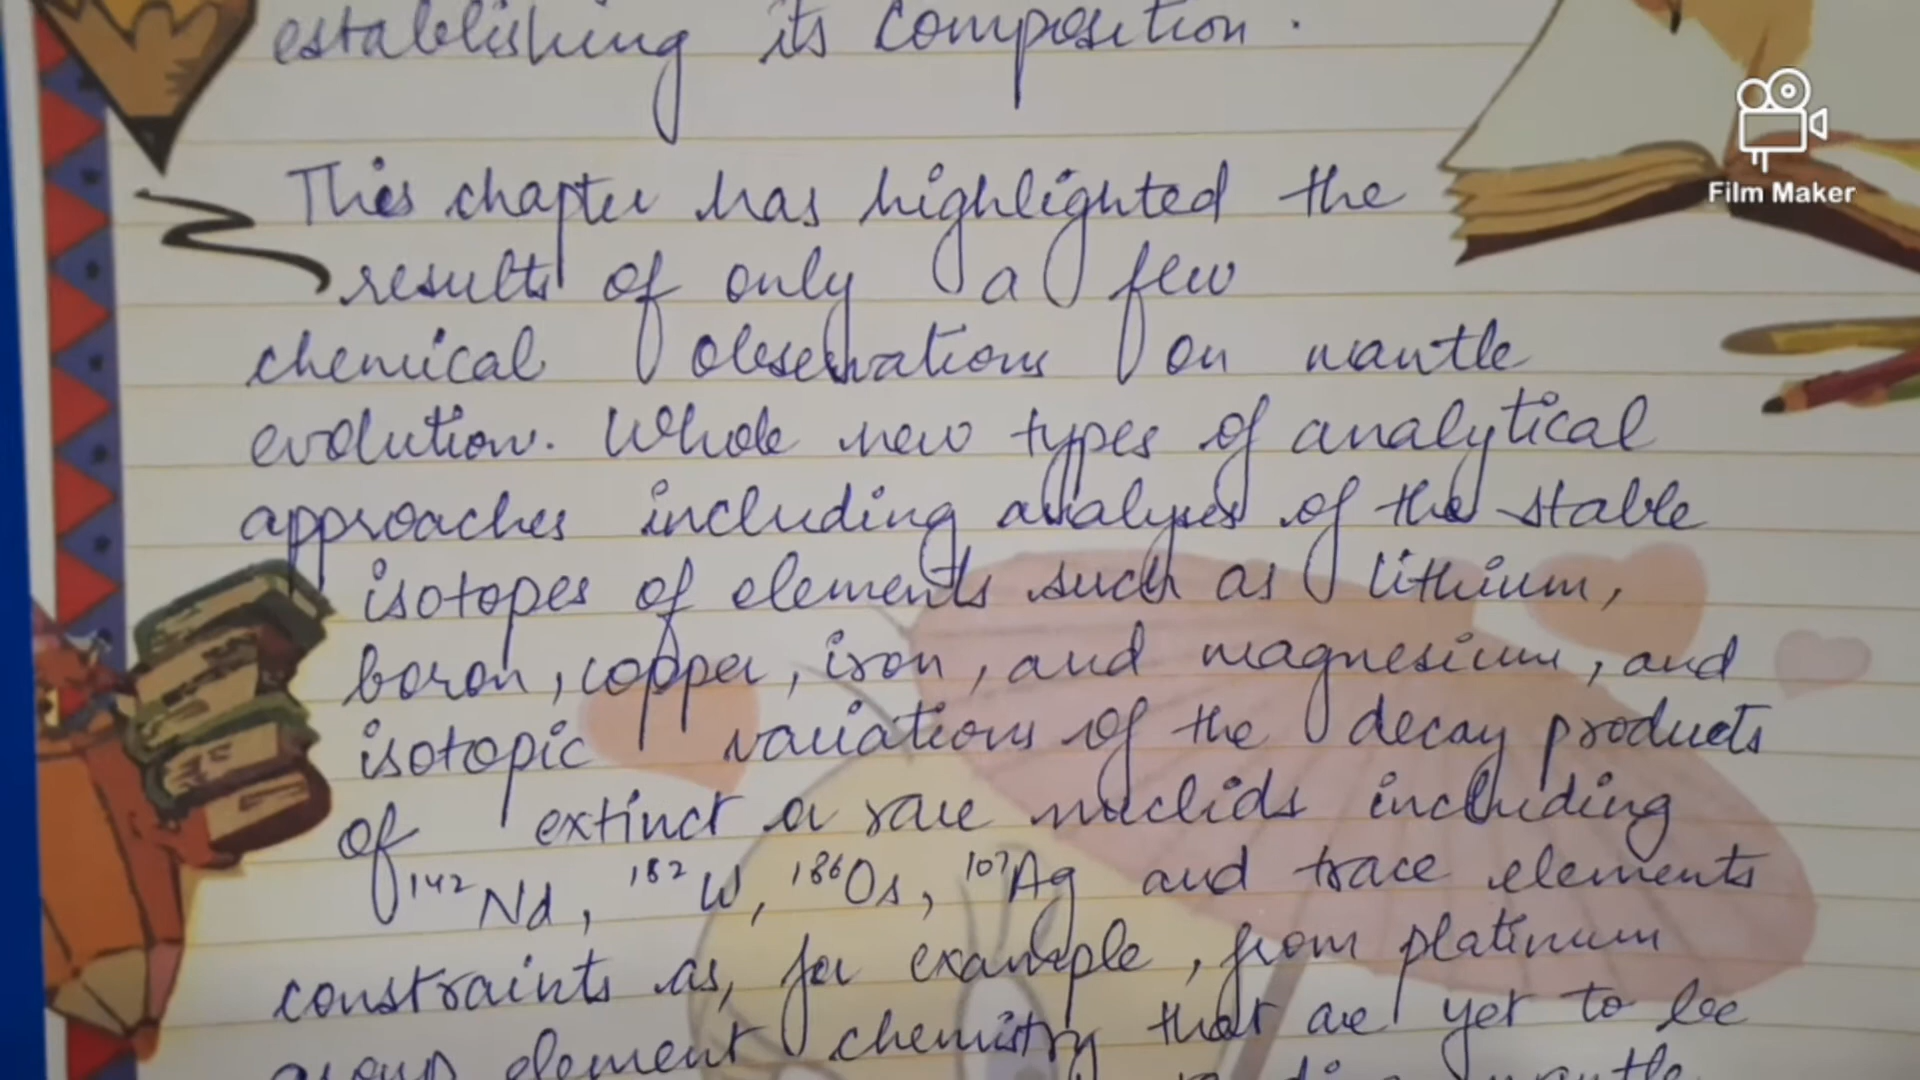 establishing its composition.
Film Maker
This chapter has highlighted the
results of only a few
chemical observations on mantle
evolution. Whole new types of analytical
approaches including analyses of the stable
isotopes of elements such as lithium,
boron, copper, iron, and magnesium, and
isotopic variations of the decay products
of extinct or rare nuclids including
¹⁴²Nd, ¹⁸²W, ¹⁸⁶Os, ¹⁰⁷Ag and trace elements
constraints as, for example, from platinum
group element chemistry that are yet to be
mantle